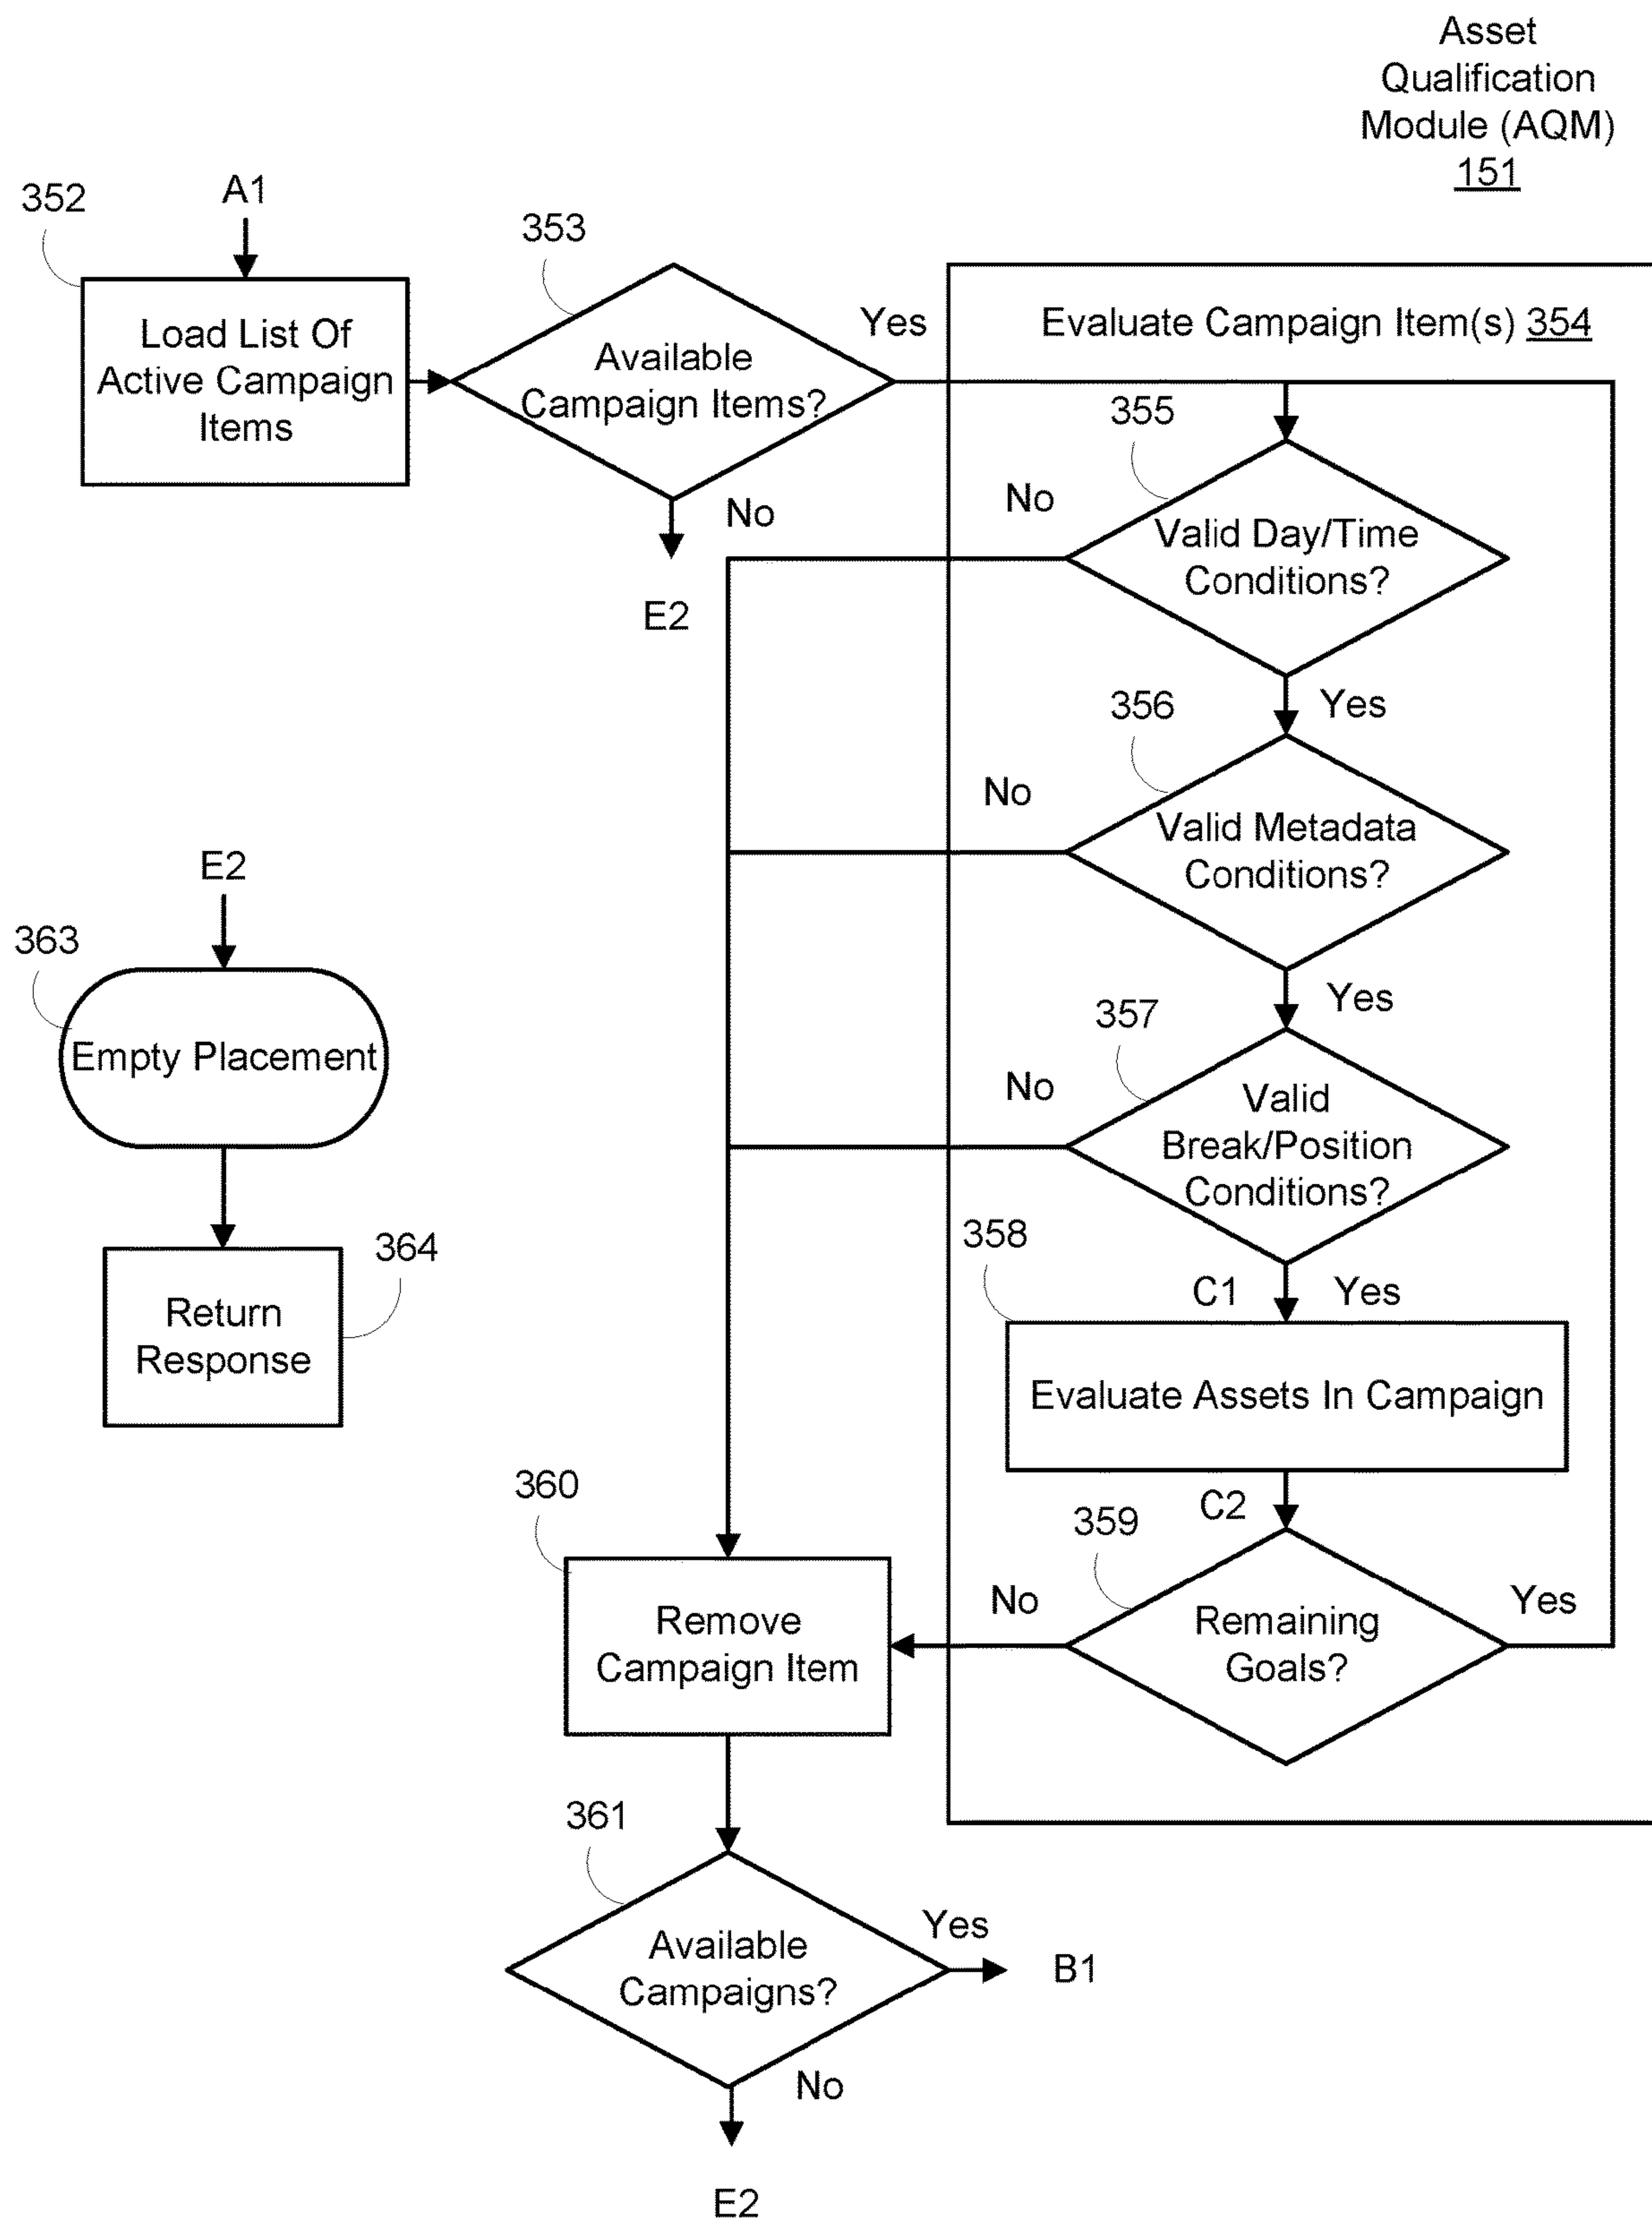 Asset
Qualification
Module (AQM)
151
A1
352
353
Load List Of
Active Campaign
Items
Available
Campaign Items?
Yes
No
E2
Evaluate Campaign Item(s) 354
355
No
Valid Day/Time
Conditions?
Yes
356
No
Valid Metadata
Conditions?
Yes
E2
363
Empty Placement
364
Return
Response
357
No
Valid
Break/Position
Conditions?
358
C1
Yes
Evaluate Assets In Campaign
C2
359
No
Remaining
Goals?
Yes
360
Remove
Campaign Item
361
Available
Campaigns?
Yes
B1
No
E2